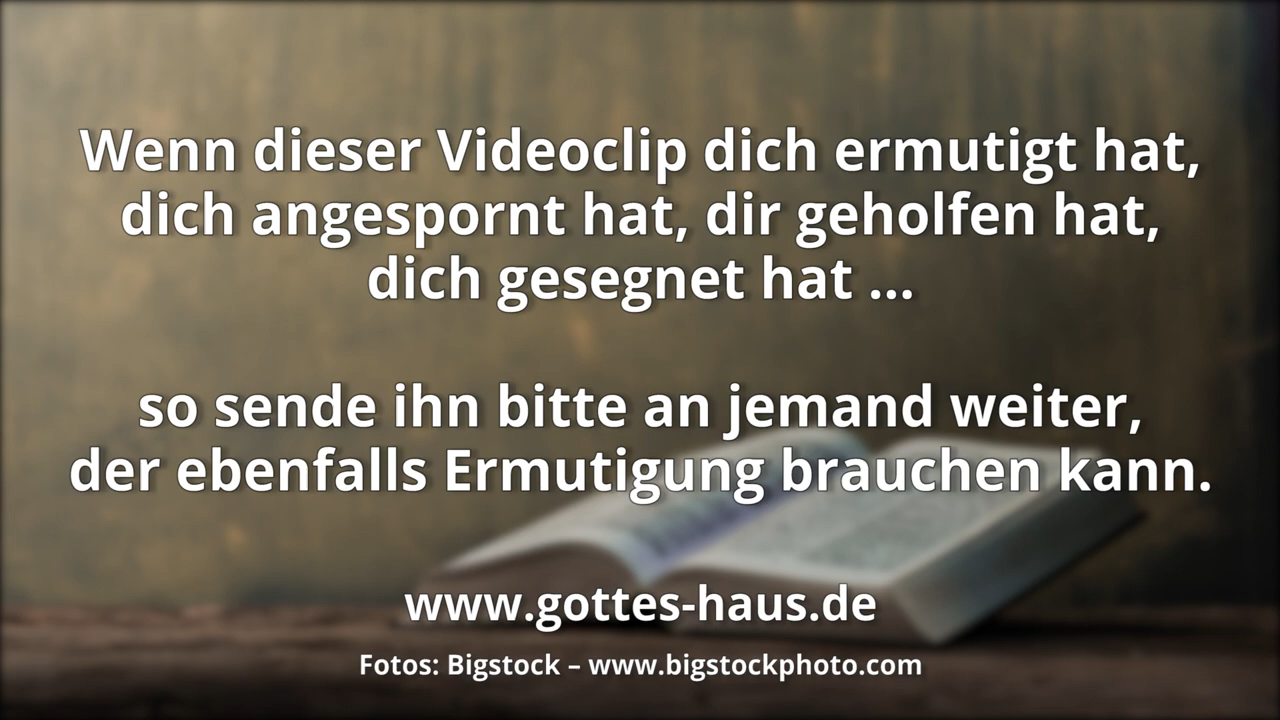 Wenn dieser Videoclip dich ermutigt hat,
dich angespornt hat, dir geholfen hat,
dich gesegnet hat ...
so sende ihn bitte an jemand weiter,
der ebenfalls Ermutigung brauchen kann.
www.gottes-haus.de
Fotos: Bigstock – www.bigstockphoto.com